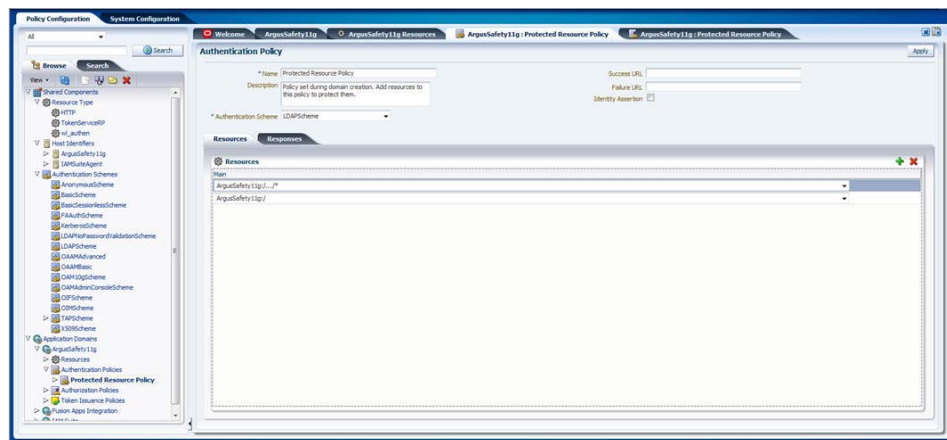 Policy Configuration System Configuration
All
Search
Browse Search
View
Shared Components
Resource Type
HTTP
TokenServiceRP
wl_authen
Host Identifiers
ArgusSafety11g
IAMSuiteAgent
Authentication Schemes
AnonymousScheme
BasicScheme
BasicSessionlessScheme
FAAuthScheme
KerberosScheme
LDAPNoPasswordValidationScheme
LDAPScheme
OAAMAdvanced
OAAMBasic
OAM10gScheme
OAMAdminConsoleScheme
OIFScheme
OIMScheme
TAPScheme
X509Scheme
Application Domains
ArgusSafety11g
Resources
Authentication Policies
Protected Resource Policy
Authorization Policies
Token Issuance Policies
Fusion Apps Integration
IAM Suite
Welcome ArgusSafety11g ArgusSafety11g Resources ArgusSafety11g : Protected Resource Policy ArgusSafety11g : Protected Resource Policy
Authentication Policy Apply
* Name Protected Resource Policy
Description Policy set during domain creation. Add resources to
this policy to protect them.
* Authentication Scheme LDAPScheme
Success URL
Failure URL
Identity Assertion
Resources Responses
Resources
Main
ArgusSafety11g:/.../*
ArgusSafety11g:/